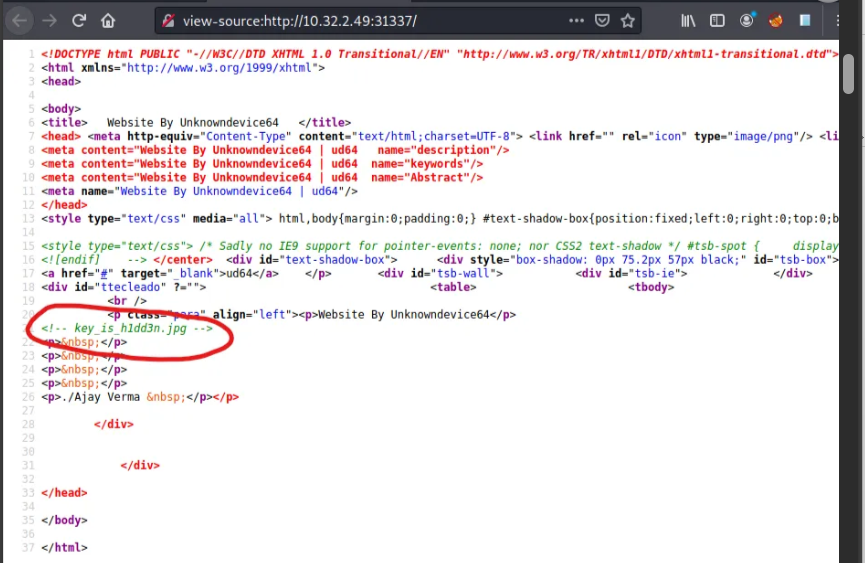 view-source:http://10.32.2.49:31337/
1 <!DOCTYPE html PUBLIC "-//W3C//DTD XHTML 1.0 Transitional//EN" "http://www.w3.org/TR/xhtml1/DTD/xhtml1-transitional.dtd">
2 <html xmlns="http://www.w3.org/1999/xhtml">
3 <head>
4
5 <body>
6 <title> Website By Unknowndevice64 </title>
7 <head> <meta http-equiv="Content-Type" content="text/html;charset=UTF-8"> <link href="" rel="icon" type="image/png"/> <li
8 <meta content="Website By Unknowndevice64 | ud64 name="description"/>
9 <meta content="Website By Unknowndevice64 | ud64 name="keywords"/>
10 <meta content="Website By Unknowndevice64 | ud64 name="Abstract"/>
11 <meta name="Website By Unknowndevice64 | ud64"/>
12 </head>
13 <style type="text/css" media="all"> html,body{margin:0;padding:0;} #text-shadow-box{position:fixed;left:0;right:0;top:0;b
14
15 <style type="text/css"> /* Sadly no IE9 support for pointer-events: none; nor CSS2 text-shadow */ #tsb-spot { display
16 <![endif] --> </center> <div id="text-shadow-box"> <div style="box-shadow: 0px 75.2px 57px black;" id="tsb-box">
17 <a href="#" target="_blank">ud64</a> </p> <div id="tsb-wall"> <div id="tsb-ie"> </div>
18 <div id="ttecleado" ?=""> <table> <tbody>
19 <br />
20 <p class="para" align="left"><p>Website By Unknowndevice64</p>
21 <!-- key_is_h1dd3n.jpg -->
22 <p>&nbsp;</p>
23 <p>&nbsp;</p>
24 <p>&nbsp;</p>
25 <p>&nbsp;</p>
26 <p>./Ajay Verma &nbsp;</p></p>
27
28 </div>
29
30
31 </div>
32
33 </head>
34
35 </body>
36
37 </html>